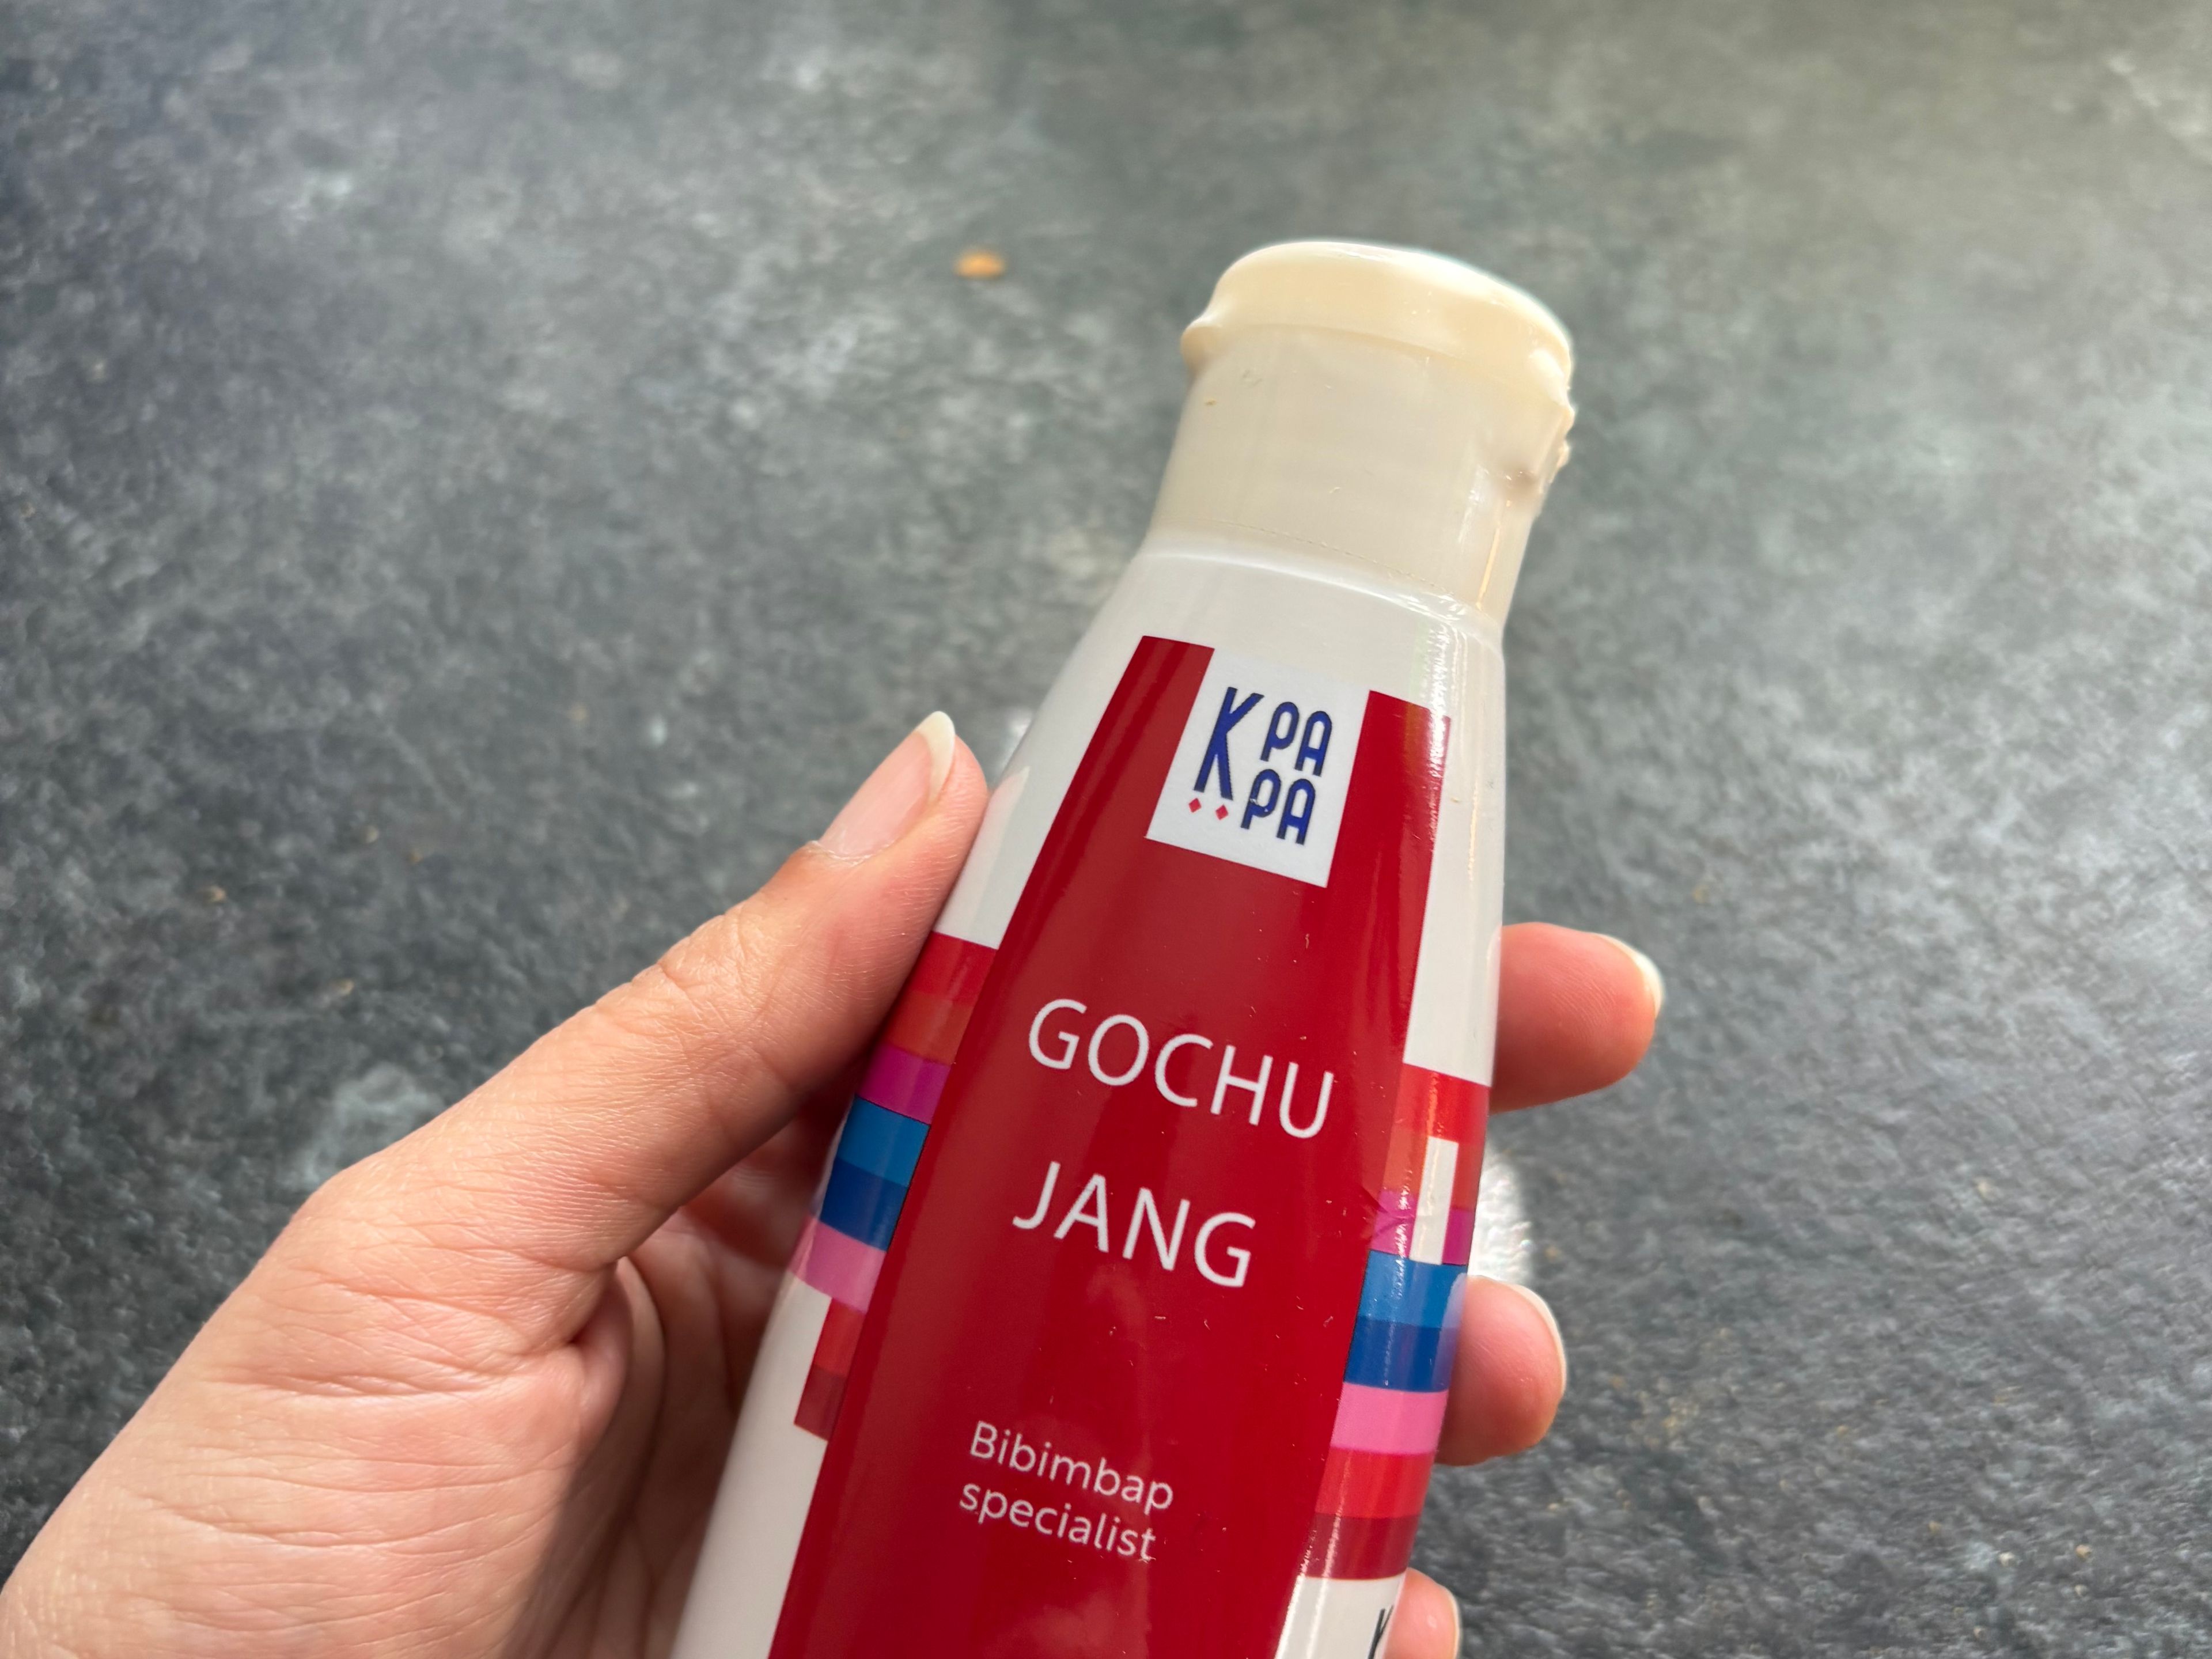 K PA
PA
GOCHU
JANG
Bibimbap
specialist
K